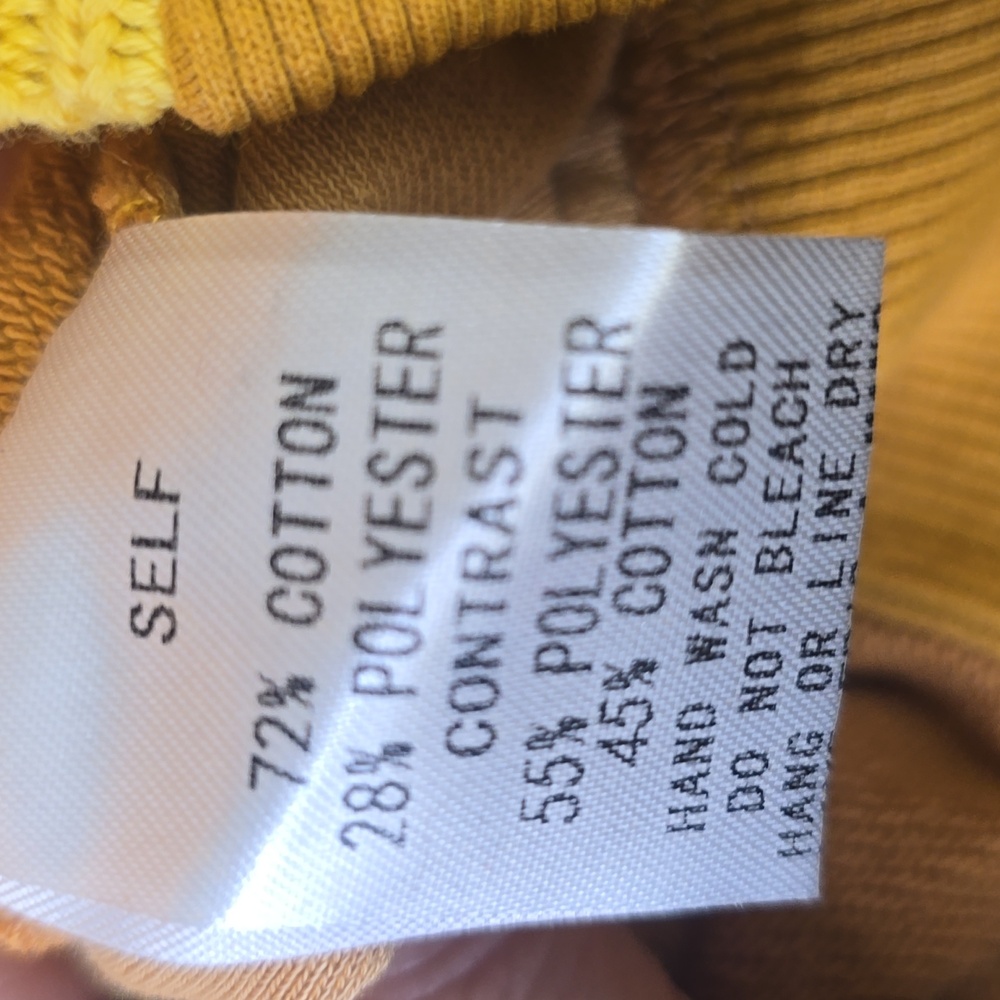 SELF
72% COTTON
28% POLYESTER
CONTRAST
55% POLYESTER
45% COTTON
HAND WASN COLD
DO NOT BLEACH
HANG OR LINE DRY